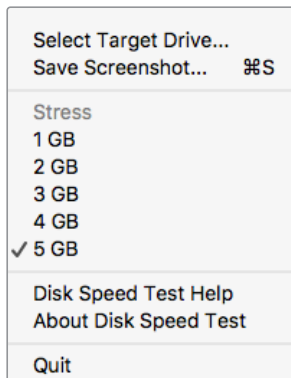 Select Target Drive...
Save Screenshot... ⌘S
Stress
1 GB
2 GB
3 GB
4 GB
✓ 5 GB
Disk Speed Test Help
About Disk Speed Test
Quit